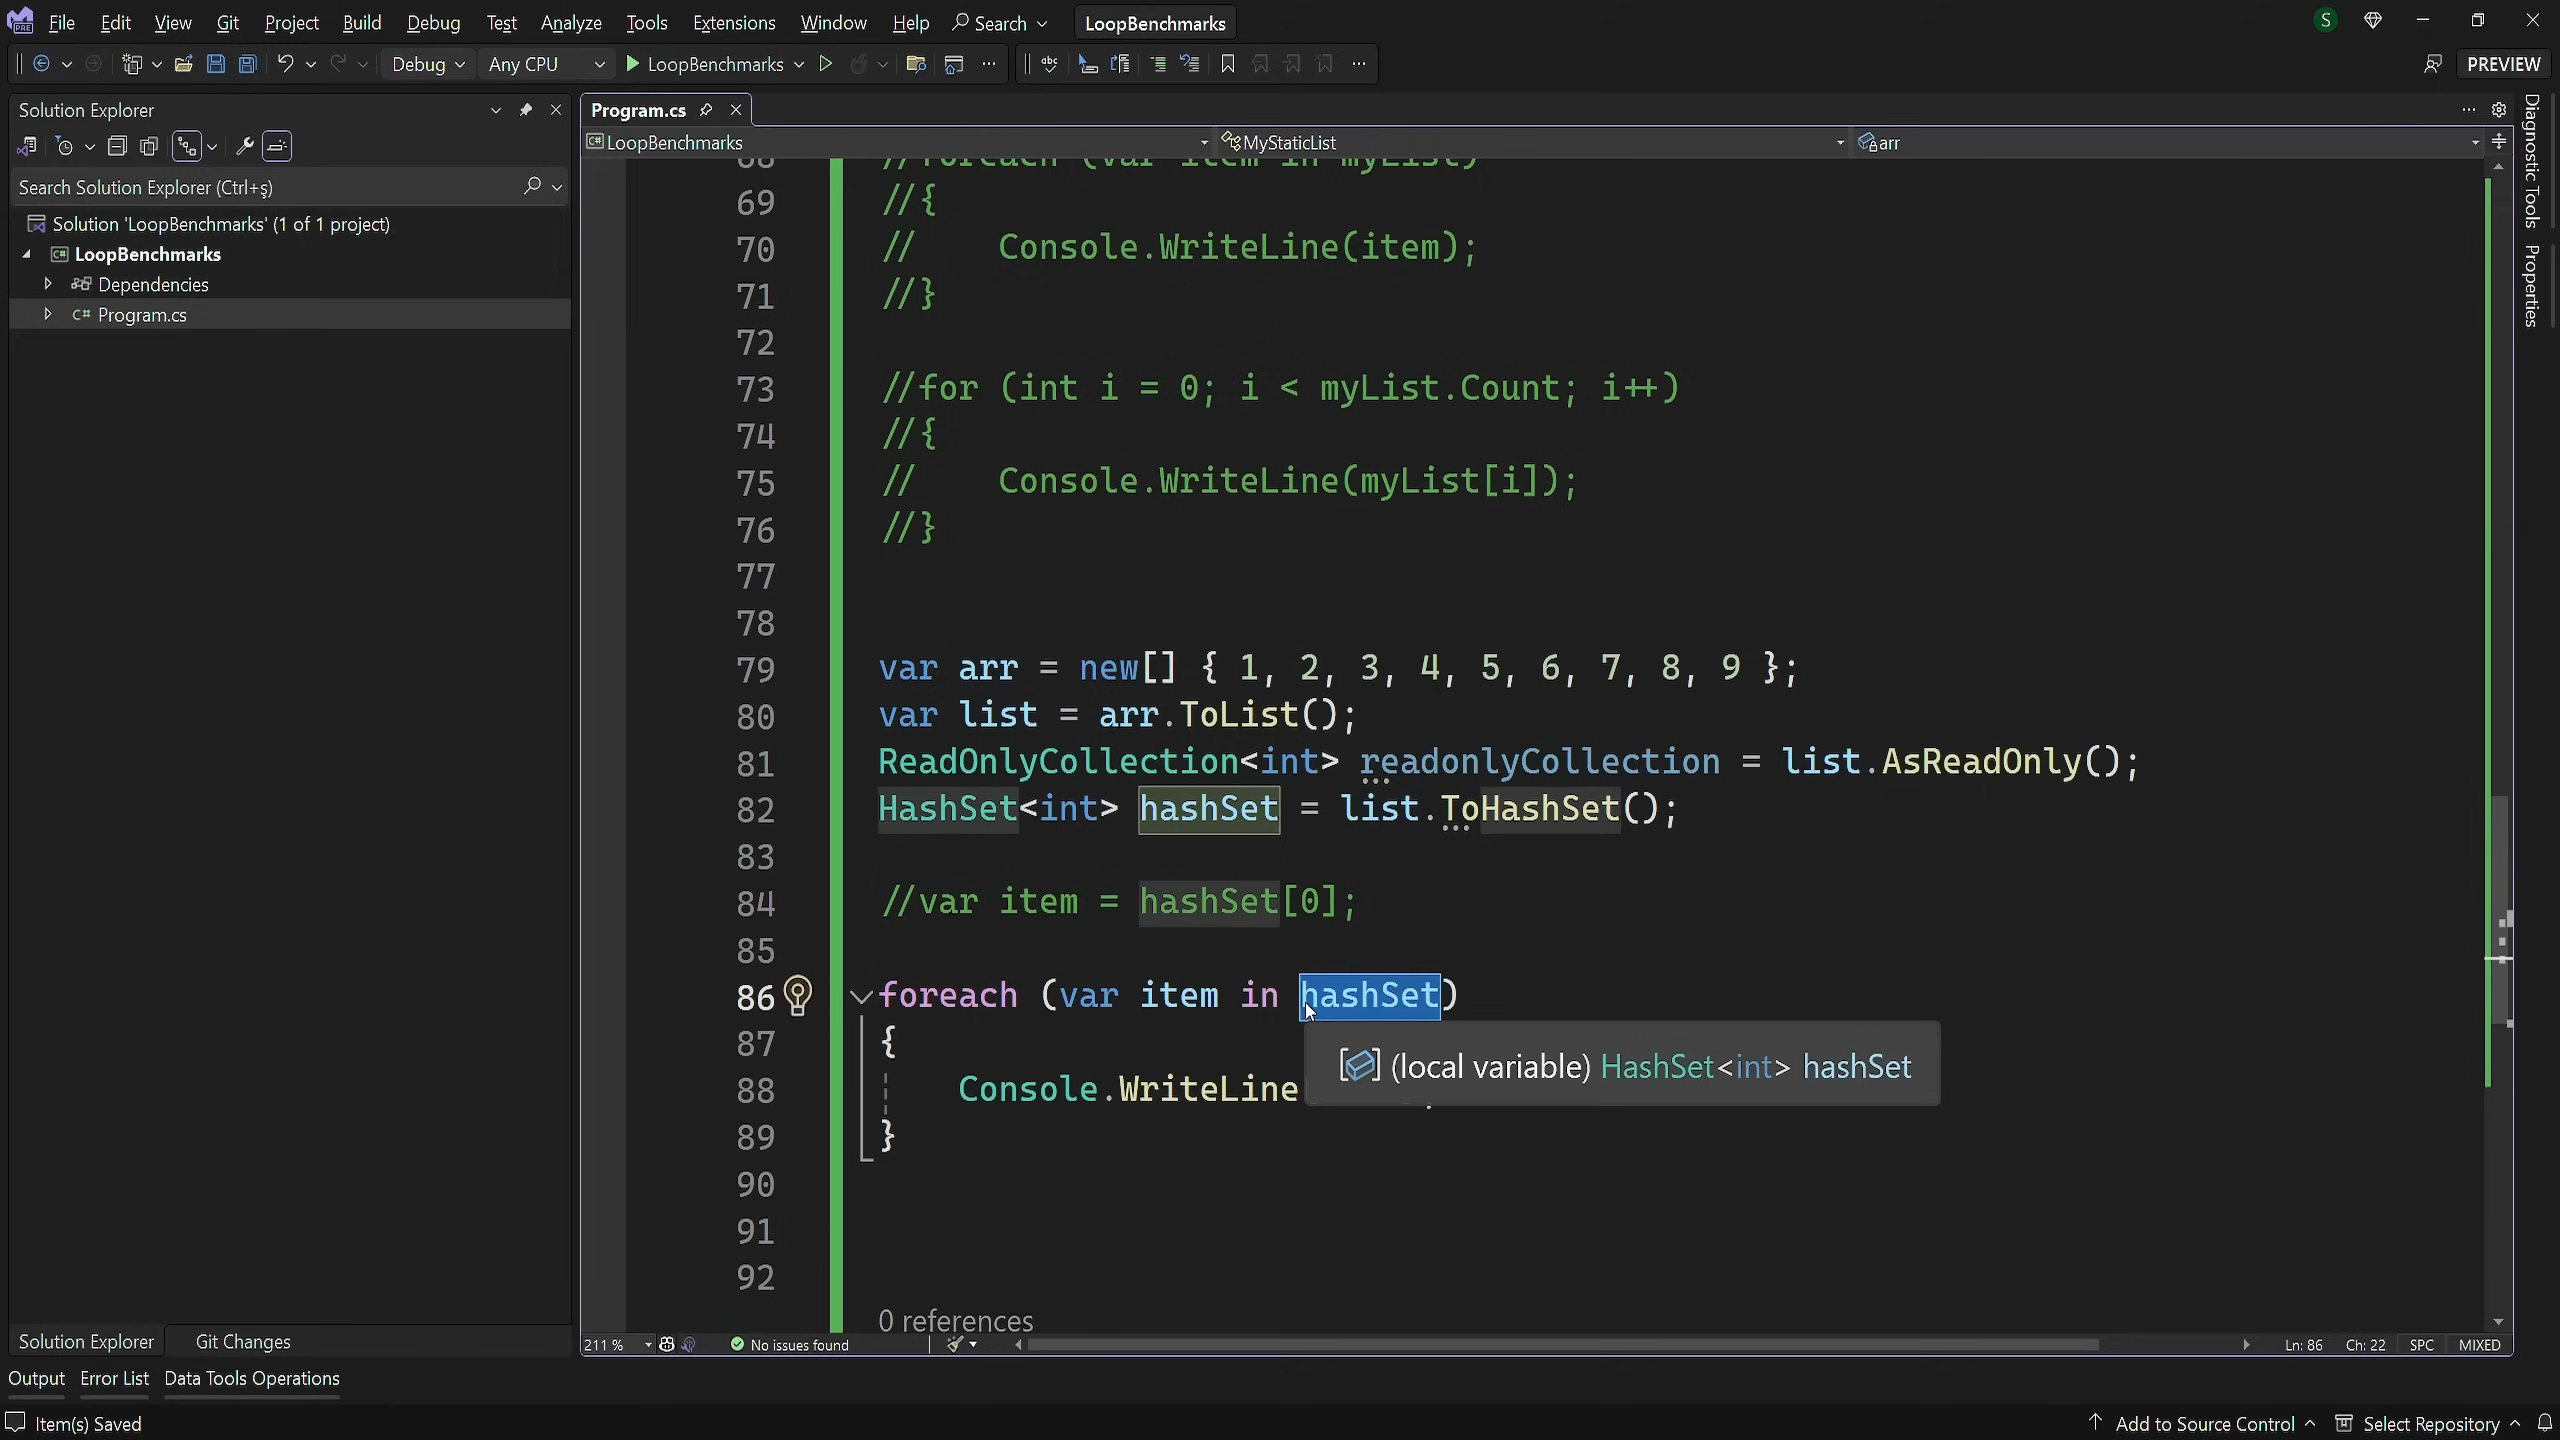 File Edit View Git Project Build Debug Test Analyze Tools Extensions Window Help Search LoopBenchmarks S
Debug Any CPU LoopBenchmarks PREVIEW
Solution Explorer
Search Solution Explorer (Ctrl+ş)
Solution 'LoopBenchmarks' (1 of 1 project)
LoopBenchmarks
Dependencies
C# Program.cs
Solution Explorer Git Changes
Program.cs
C# LoopBenchmarks MyStaticList arr
68 //foreach (var item in myList)
69 //{
70 //    Console.WriteLine(item);
71 //}
72
73 //for (int i = 0; i < myList.Count; i++)
74 //{
75 //    Console.WriteLine(myList[i]);
76 //}
77
78
79 var arr = new[] { 1, 2, 3, 4, 5, 6, 7, 8, 9 };
80 var list = arr.ToList();
81 ReadOnlyCollection<int> readonlyCollection = list.AsReadOnly();
82 HashSet<int> hashSet = list.ToHashSet();
83
84 //var item = hashSet[0];
85
86 foreach (var item in hashSet)
87 {
(local variable) HashSet<int> hashSet
88     Console.WriteLine
89 }
90
91
92
0 references
211 % No issues found Ln: 86 Ch: 22 SPC MIXED
Diagnostic Tools
Properties
Output Error List Data Tools Operations
Item(s) Saved Add to Source Control Select Repository